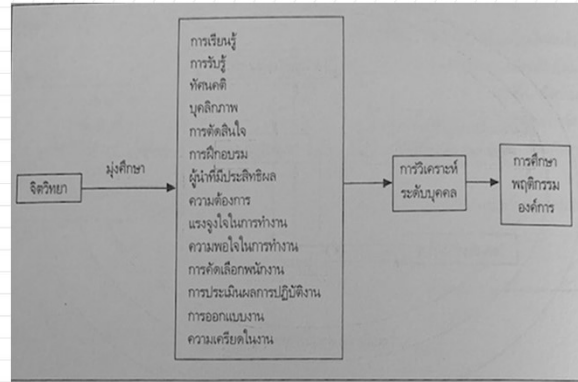 จิตวิทยา
มุ่งศึกษา
การเรียนรู้
การรับรู้
ทัศนคติ
บุคลิกภาพ
การตัดสินใจ
การฝึกอบรม
ผู้นำที่มีประสิทธิผล
ความต้องการ
แรงจูงใจในการทำงาน
ความพอใจในการทำงาน
การคัดเลือกพนักงาน
การประเมินผลการปฏิบัติงาน
การออกแบบงาน
ความเครียดในงาน
การวิเคราะห์
ระดับบุคคล
การศึกษา
พฤติกรรม
องค์การ